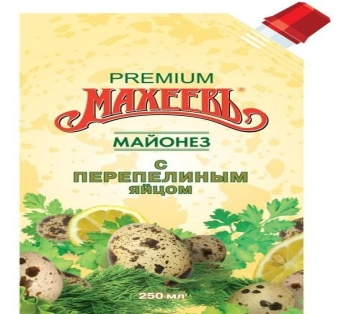 PREMIUM
МАХЕЕВЪ
МАЙОНЕЗ
С
ПЕРЕПЕЛИНЫМ
ЯЙЦОМ
250 мл